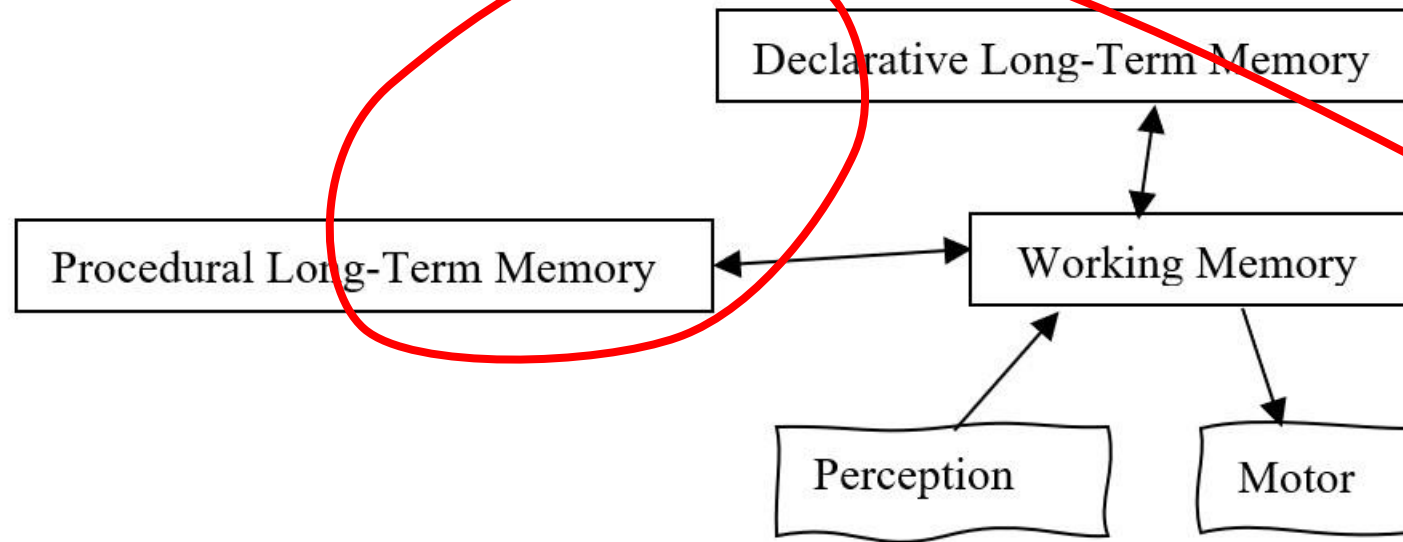 Declarative Long-Term Memory
Procedural Long-Term Memory
Working Memory
Perception
Motor